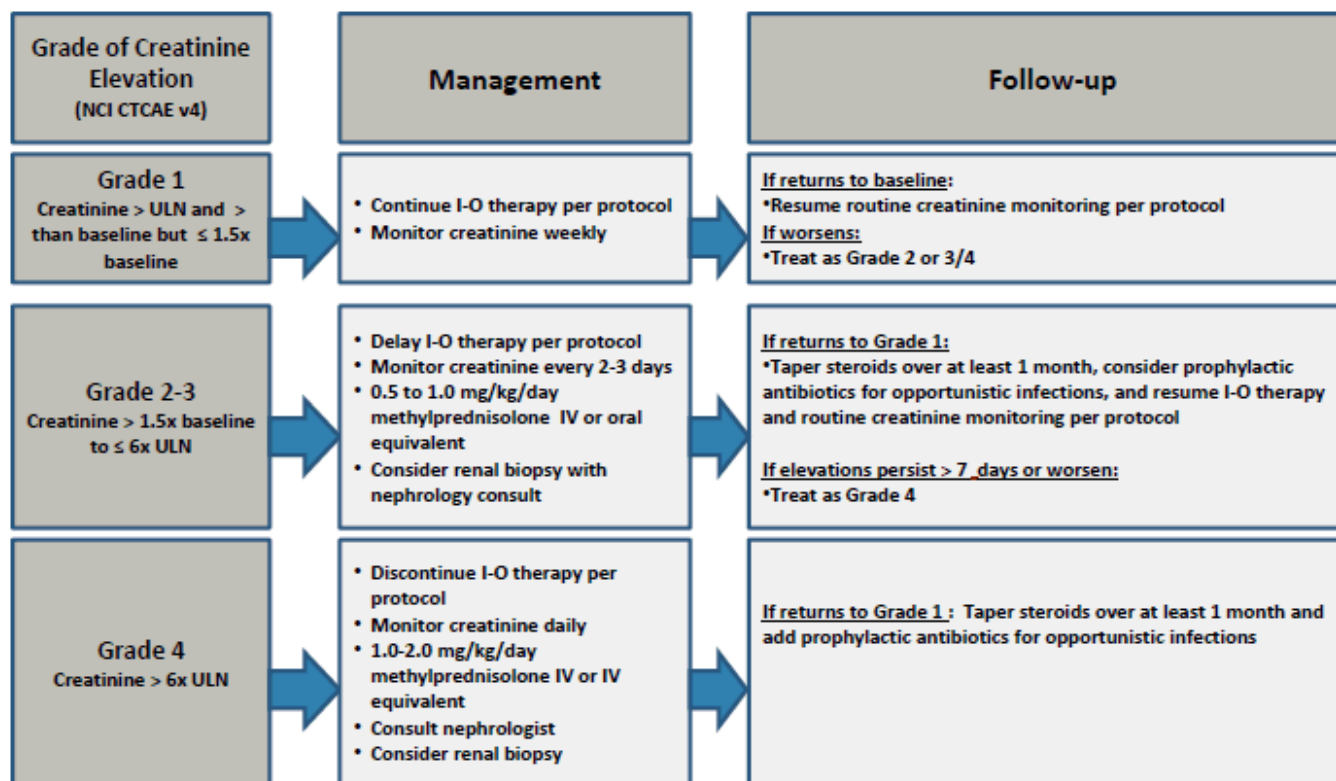 Grade of Creatinine
Elevation
(NCI CTCAE v4)
Management
Follow-up
Grade 1
Creatinine > ULN and >
than baseline but ≤ 1.5x
baseline
• Continue I-O therapy per protocol
• Monitor creatinine weekly
If returns to baseline:
•Resume routine creatinine monitoring per protocol
If worsens:
•Treat as Grade 2 or 3/4
Grade 2-3
Creatinine > 1.5x baseline
to ≤ 6x ULN
• Delay I-O therapy per protocol
• Monitor creatinine every 2-3 days
• 0.5 to 1.0 mg/kg/day
methylprednisolone IV or oral
equivalent
• Consider renal biopsy with
nephrology consult
If returns to Grade 1:
•Taper steroids over at least 1 month, consider prophylactic
antibiotics for opportunistic infections, and resume I-O therapy
and routine creatinine monitoring per protocol
If elevations persist > 7 days or worsen:
•Treat as Grade 4
Grade 4
Creatinine > 6x ULN
• Discontinue I-O therapy per
protocol
• Monitor creatinine daily
• 1.0-2.0 mg/kg/day
methylprednisolone IV or IV
equivalent
• Consult nephrologist
• Consider renal biopsy
If returns to Grade 1 : Taper steroids over at least 1 month and
add prophylactic antibiotics for opportunistic infections